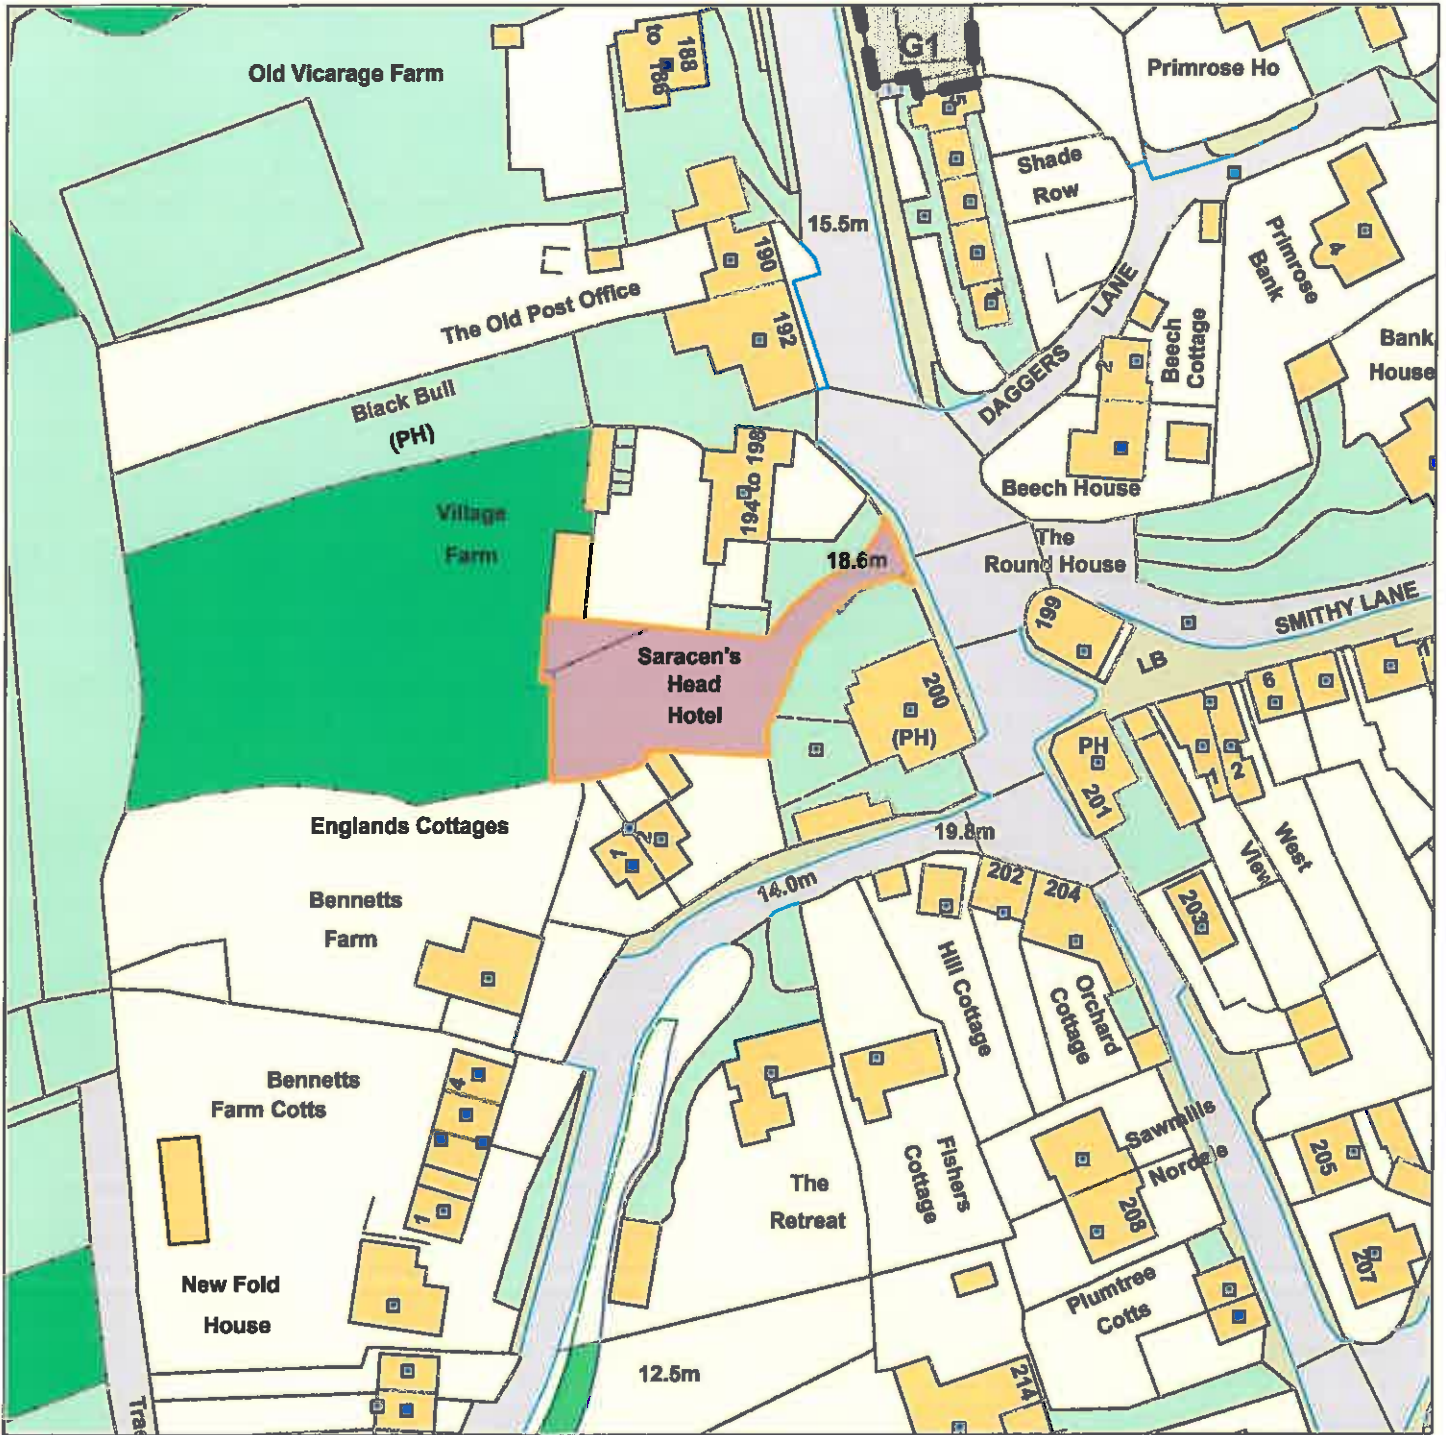 Old Vicarage Farm
188
to
186
G1
Primrose Ho
5
Shade
Row
15.5m
190
The Old Post Office
192
1
DAGGERS LANE
Primrose
Bank
4
2
Beech
Cottage
Bank
House
Black Bull
(PH)
194 to 198
Beech House
Village
Farm
18.6m
The
Round House
199
SMITHY LANE
LB
Saracen's
Head
Hotel
200
(PH)
6
1
PH
201
1
2
Englands Cottages
1
2
19.8m
14.0m
West
View
202
204
203
Bennetts
Farm
Hill Cottage
Orchard
Cottage
Bennetts
Farm Cotts
4
1
Sawmills
Nordale
Fishers
Cottage
205
The
Retreat
208
207
New Fold
House
Plumtree
Cotts
12.5m
214
Trac